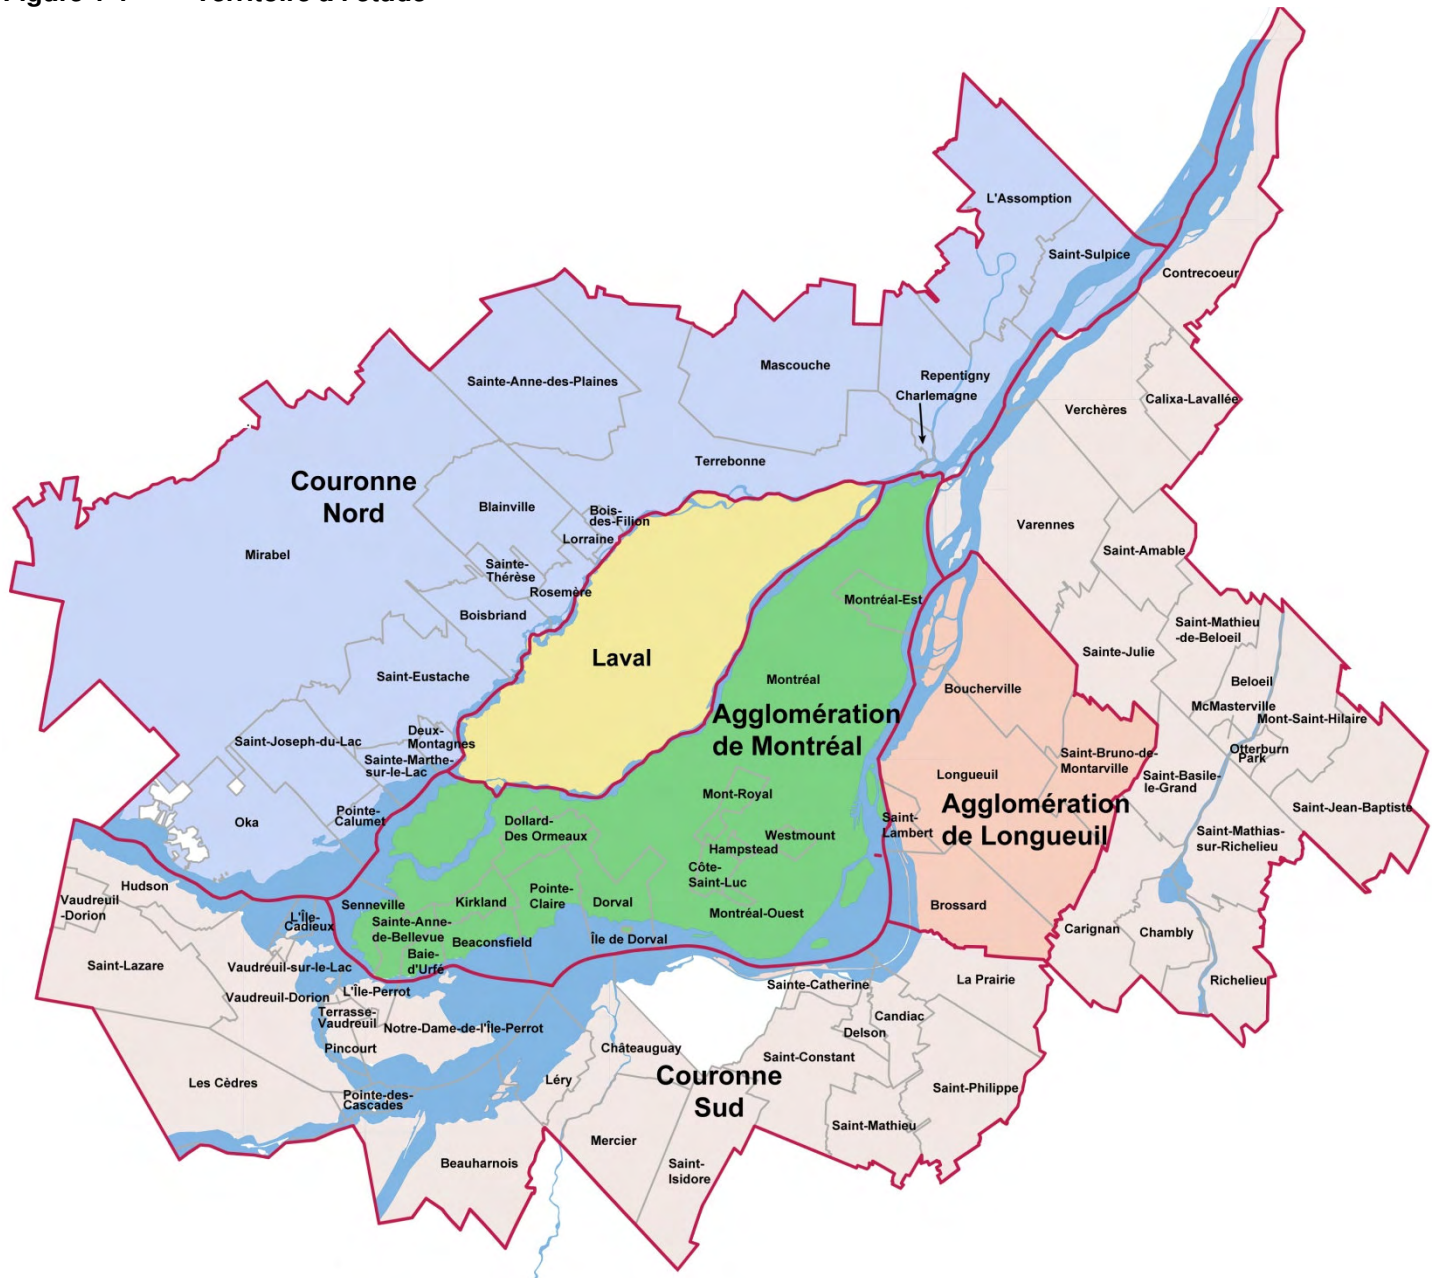 L'Assomption
Saint-Sulpice
Contrecoeur
Mascouche
Repentigny
Charlemagne
Sainte-Anne-des-Plaines
Verchères
Calixa-Lavallée
Terrebonne
Couronne
Nord
Blainville
Bois-
des-Filion
Lorraine
Varennes
Saint-Amable
Mirabel
Sainte-
Thérèse
Rosemère
Boisbriand
Montréal-Est
Saint-Mathieu
-de-Beloeil
Sainte-Julie
Laval
Saint-Eustache
Montréal
Boucherville
Beloeil
McMasterville
Mont-Saint-Hilaire
Agglomération
de Montréal
Deux-
Montagnes
Saint-Joseph-du-Lac
Sainte-Marthe-
sur-le-Lac
Otterburn
Park
Saint-Bruno-de-
Montarville
Longueuil
Saint-Basile-
le-Grand
Mont-Royal
Agglomération
de Longueuil
Saint-Jean-Baptiste
Pointe-
Calumet
Oka
Dollard-
Des Ormeaux
Saint-
Lambert
Westmount
Hampstead
Saint-Mathias-
sur-Richelieu
Côte-
Saint-Luc
Hudson
Vaudreuil
-Dorion
Senneville
Kirkland
Pointe-
Claire
Dorval
Montréal-Ouest
Brossard
L'Île-
Cadieux
Sainte-Anne-
de-Bellevue
Beaconsfield
Île de Dorval
Carignan
Chambly
Baie-
d'Urfé
Saint-Lazare
Vaudreuil-sur-le-Lac
Richelieu
La Prairie
Sainte-Catherine
L'Île-Perrot
Vaudreuil-Dorion
Terrasse-
Vaudreuil
Notre-Dame-de-l'Île-Perrot
Candiac
Delson
Pincourt
Châteauguay
Saint-Constant
Couronne
Sud
Les Cèdres
Léry
Saint-Philippe
Pointe-des-
Cascades
Saint-Mathieu
Mercier
Beauharnois
Saint-
Isidore